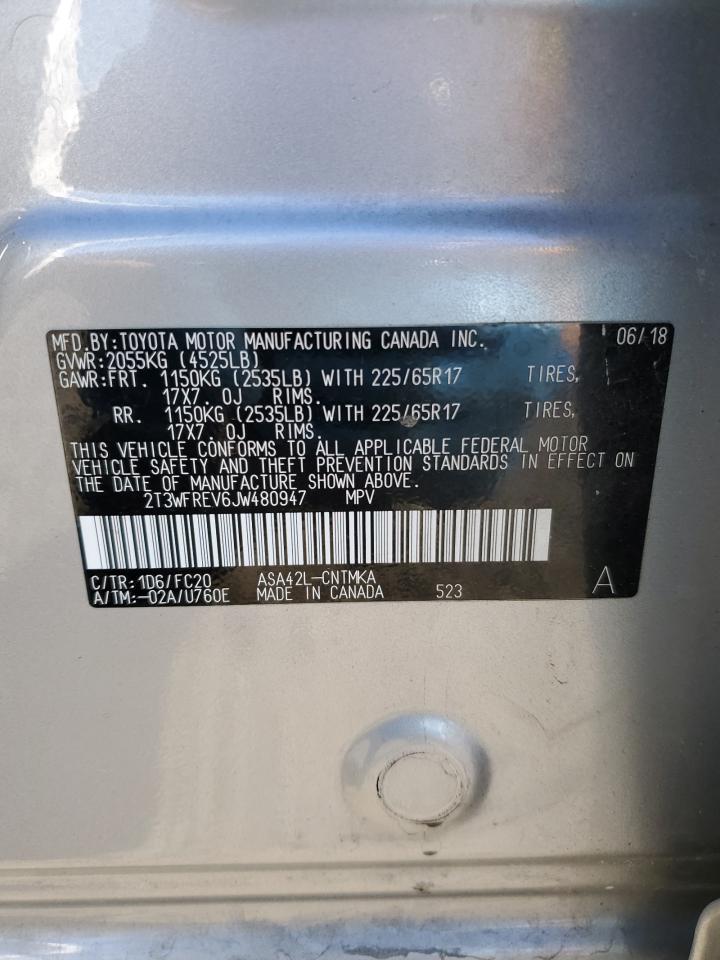 MFD.BY:TOYOTA MOTOR MANUFACTURING CANADA INC. 06/18
GVWR:2055KG (4525LB)
GAWR:FRT. 1150KG (2535LB) WITH 225/65R17 TIRES,
17X7. 0J RIMS.
RR. 1150KG (2535LB) WITH 225/65R17 TIRES,
17X7. 0J RIMS.
THIS VEHICLE CONFORMS TO ALL APPLICABLE FEDERAL MOTOR
VEHICLE SAFETY AND THEFT PREVENTION STANDARDS IN EFFECT ON
THE DATE OF MANUFACTURE SHOWN ABOVE.
2T3WFREV6JW480947 MPV
C/TR:1D6/FC20 ASA42L-CNTMKA
A/TM:-02A/U760E MADE IN CANADA 523 A